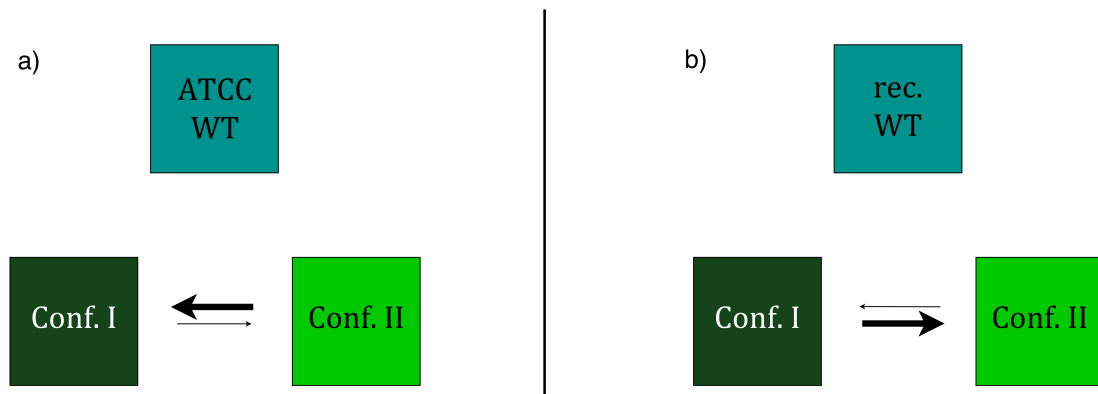 a)
ATCC
WT
Conf. I
Conf. II
b)
rec.
WT
Conf. I
Conf. II